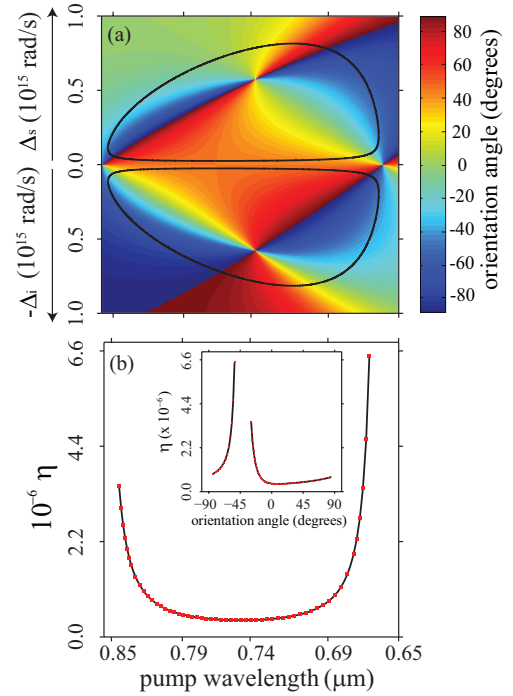 (a)
Δs (10^15 rad/s)
-Δi (10^15 rad/s)
1.0
0.5
0.0
0.5
1.0
80
60
40
20
0
-20
-40
-60
-80
orientation angle (degrees)
(b)
10^-6 η
6.6
4.4
2.2
0.0
η (x 10^-6)
6.6
4.4
2.2
0.0
−90 −45 0 45 90
orientation angle (degrees)
0.85 0.79 0.74 0.69 0.65
pump wavelength (μm)